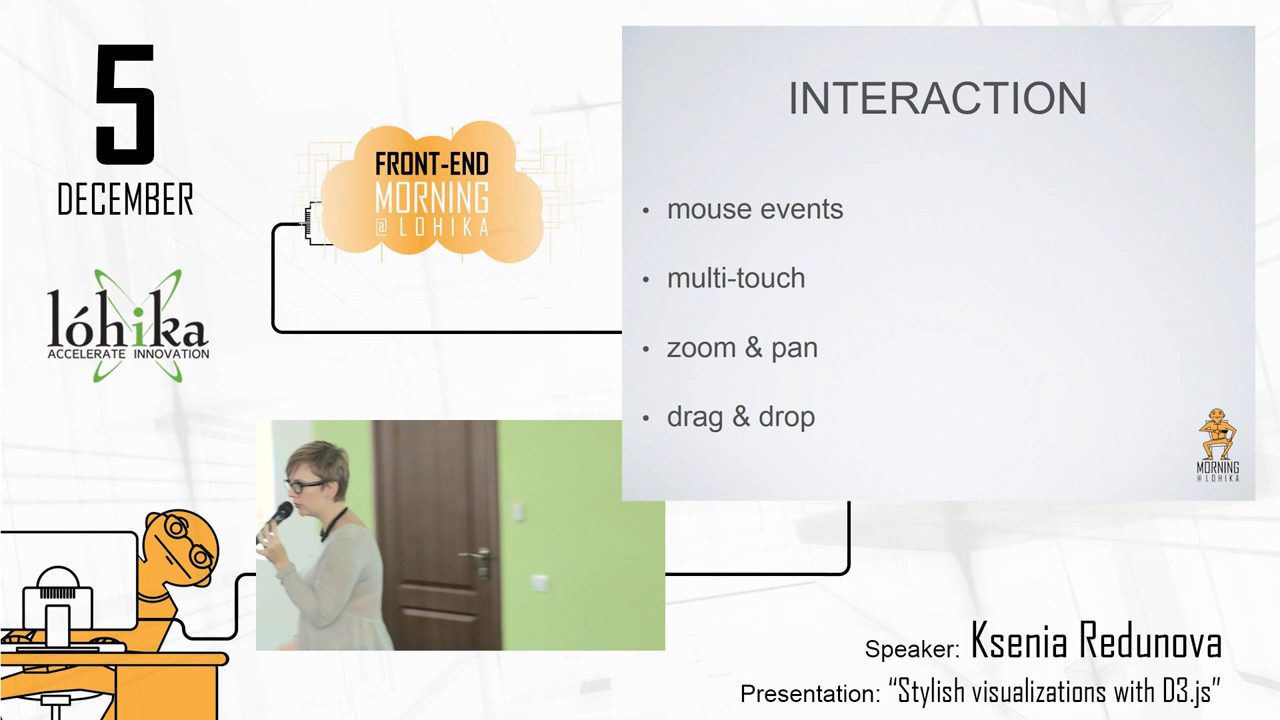 5
DECEMBER
lóhika
ACCELERATE INNOVATION
FRONT-END
MORNING
@ LOHIKA
INTERACTION
• mouse events
• multi-touch
• zoom & pan
• drag & drop
MORNING
@ LOHIKA
Speaker: Ksenia Redunova
Presentation: “Stylish visualizations with D3.js”